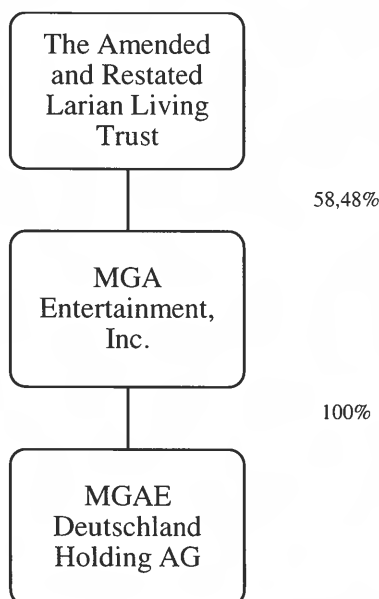 The Amended
and Restated
Larian Living
Trust
58,48%
MGA
Entertainment,
Inc.
100%
MGAE
Deutschland
Holding AG